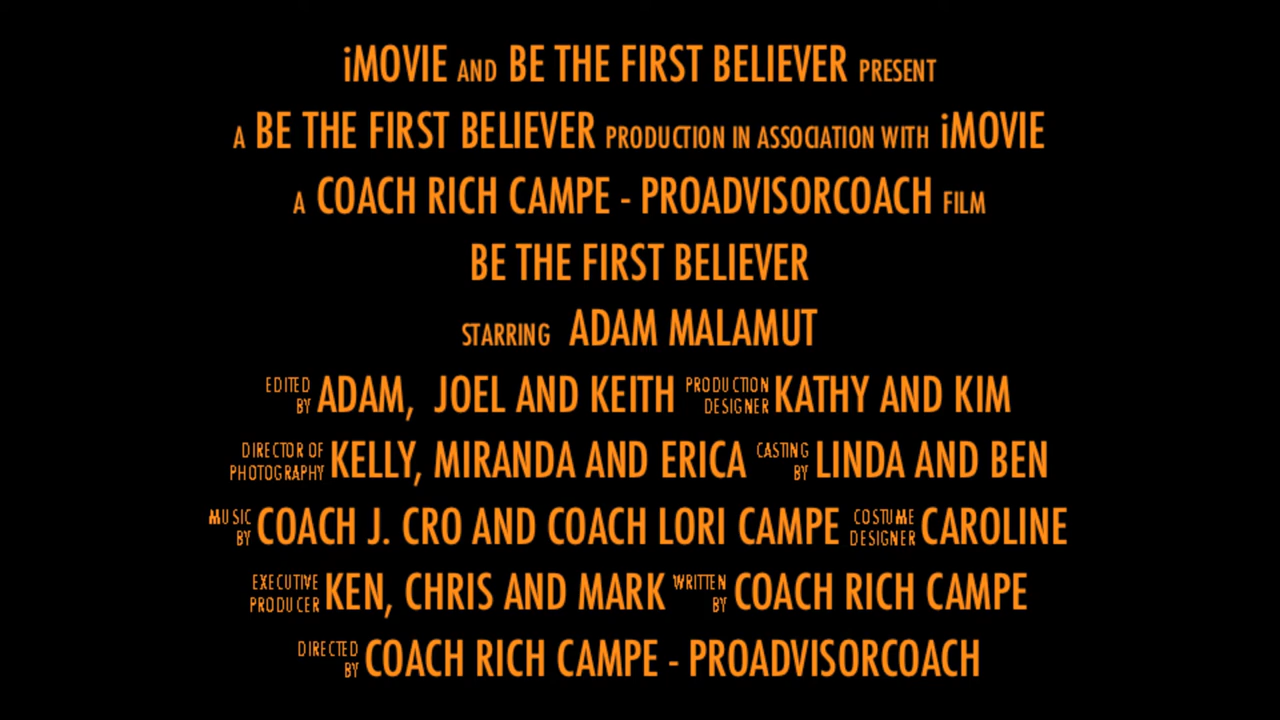 iMOVIE AND BE THE FIRST BELIEVER PRESENT
A BE THE FIRST BELIEVER PRODUCTION IN ASSOCIATION WITH iMOVIE
A COACH RICH CAMPE - PROADVISORCOACH FILM
BE THE FIRST BELIEVER
STARRING ADAM MALAMUT
EDITED BY ADAM, JOEL AND KEITH PRODUCTION DESIGNER KATHY AND KIM
DIRECTOR OF PHOTOGRAPHY KELLY, MIRANDA AND ERICA CASTING BY LINDA AND BEN
MUSIC BY COACH J. CRO AND COACH LORI CAMPE COSTUME DESIGNER CAROLINE
EXECUTIVE PRODUCER KEN, CHRIS AND MARK WRITTEN BY COACH RICH CAMPE
DIRECTED BY COACH RICH CAMPE - PROADVISORCOACH